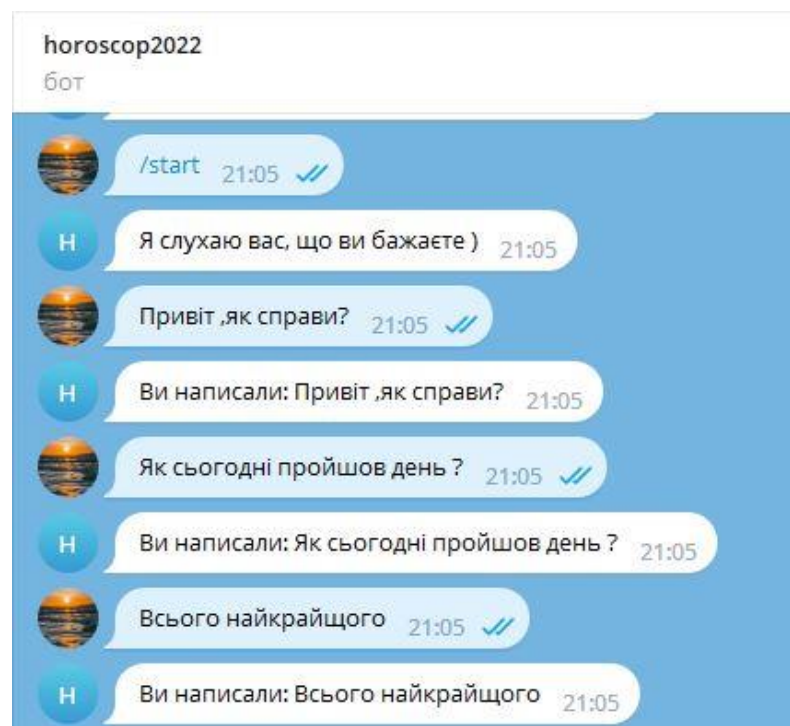 horoscop2022
бот
/start 21:05
Н
Я слухаю вас, що ви бажаєте ) 21:05
Привіт ,як справи? 21:05
Н
Ви написали: Привіт ,як справи? 21:05
Як сьогодні пройшов день ? 21:05
Н
Ви написали: Як сьогодні пройшов день ? 21:05
Всього найкрайщого 21:05
Н
Ви написали: Всього найкрайщого 21:05